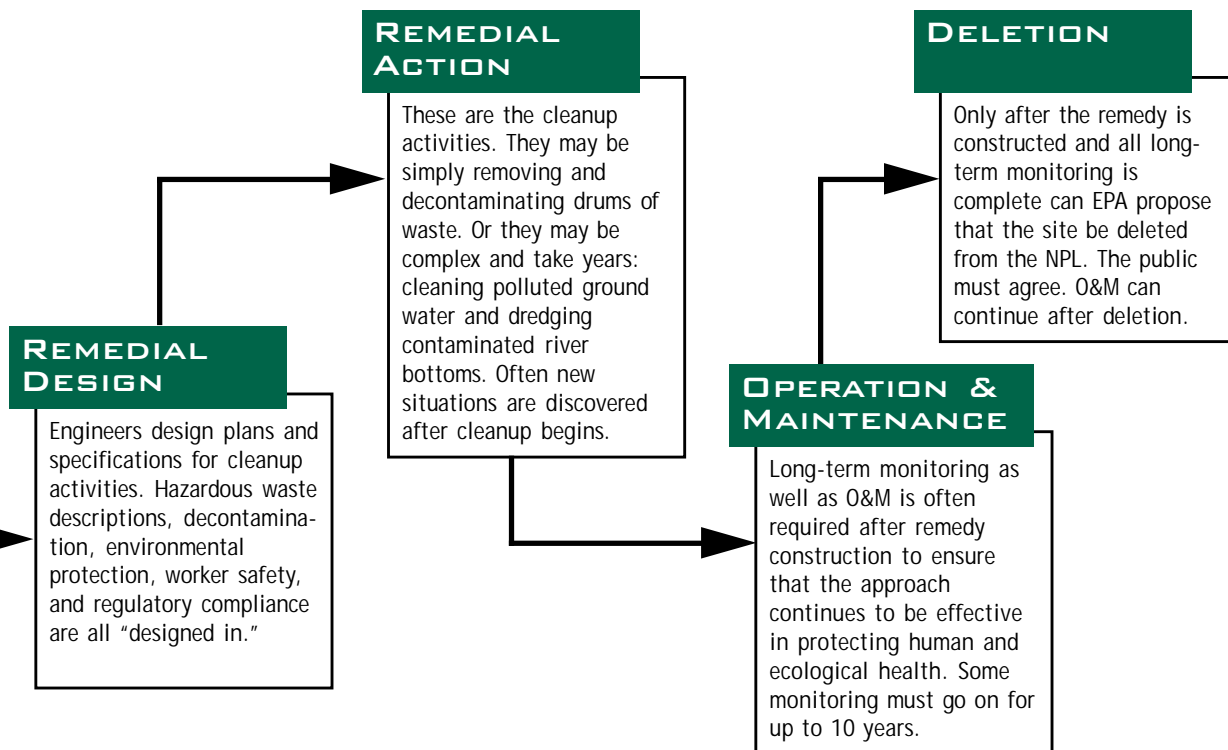 REMEDIAL
DESIGN
Engineers design plans and
specifications for cleanup
activities. Hazardous waste
descriptions, decontamina-
tion, environmental
protection, worker safety,
and regulatory compliance
are all “designed in.”
REMEDIAL
ACTION
These are the cleanup
activities. They may be
simply removing and
decontaminating drums of
waste. Or they may be
complex and take years:
cleaning polluted ground
water and dredging
contaminated river
bottoms. Often new
situations are discovered
after cleanup begins.
OPERATION &
MAINTENANCE
Long-term monitoring as
well as O&M is often
required after remedy
construction to ensure
that the approach
continues to be effective
in protecting human and
ecological health. Some
monitoring must go on for
up to 10 years.
DELETION
Only after the remedy is
constructed and all long-
term monitoring is
complete can EPA propose
that the site be deleted
from the NPL. The public
must agree. O&M can
continue after deletion.